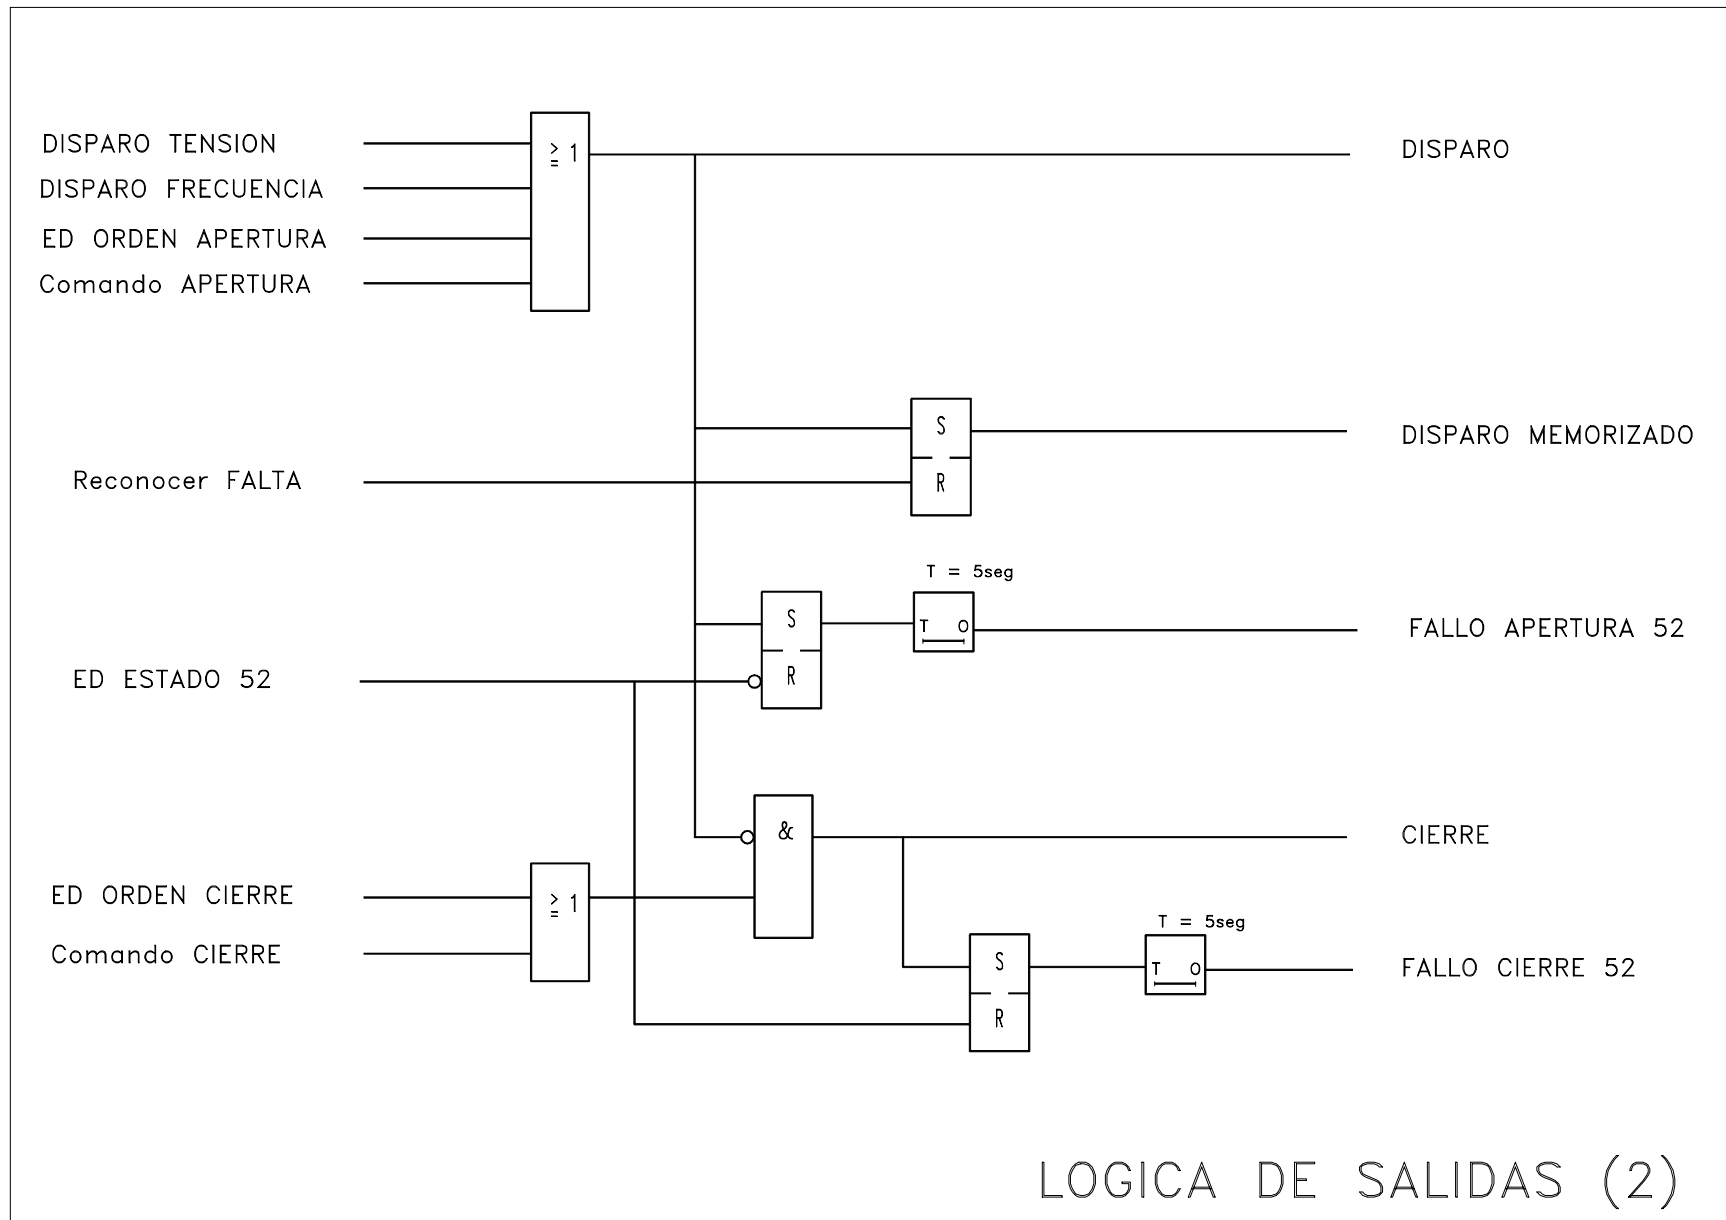 DISPARO TENSION
≥ 1
DISPARO
DISPARO FRECUENCIA
ED ORDEN APERTURA
Comando APERTURA
S
DISPARO MEMORIZADO
Reconocer FALTA
R
T = 5seg
S
T O
FALLO APERTURA 52
ED ESTADO 52
R
&
CIERRE
ED ORDEN CIERRE
≥ 1
T = 5seg
Comando CIERRE
S
T O
FALLO CIERRE 52
R
LOGICA DE SALIDAS (2)